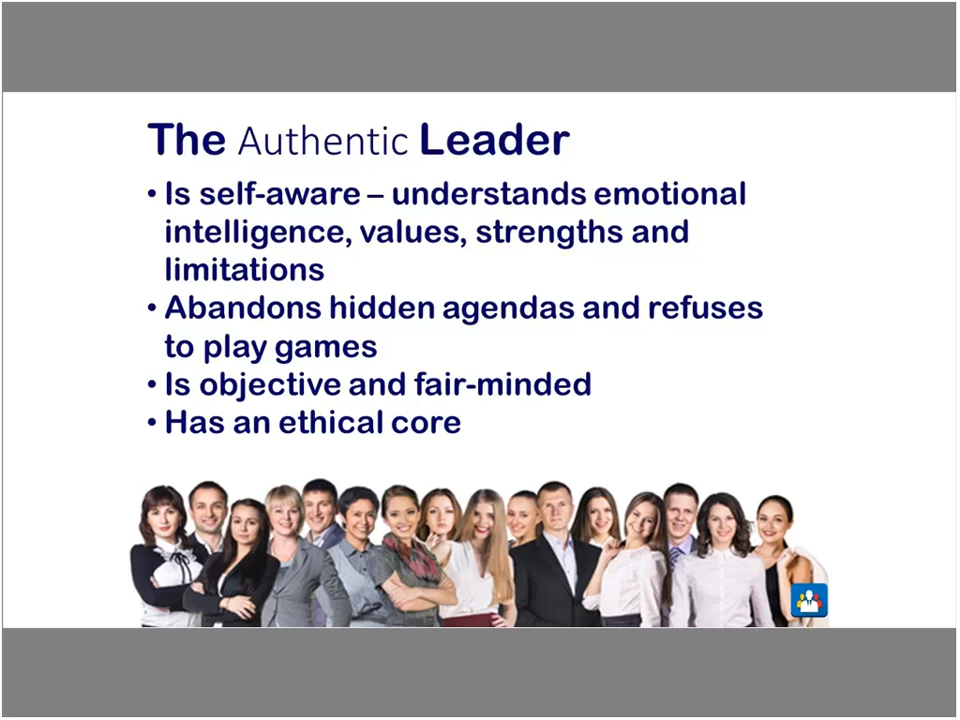 The Authentic Leader
• Is self-aware – understands emotional
intelligence, values, strengths and
limitations
• Abandons hidden agendas and refuses
to play games
• Is objective and fair-minded
• Has an ethical core